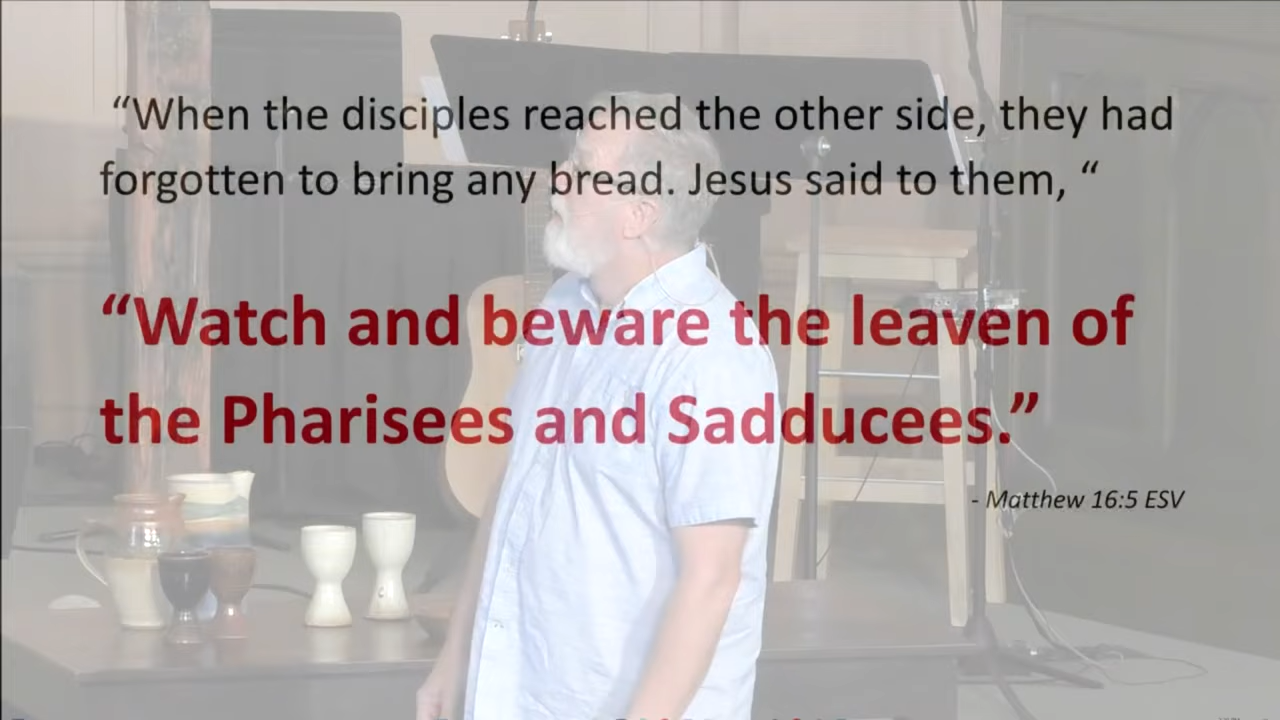 “When the disciples reached the other side, they had
forgotten to bring any bread. Jesus said to them, “
“Watch and beware the leaven of
the Pharisees and Sadducees.”
- Matthew 16:5 ESV